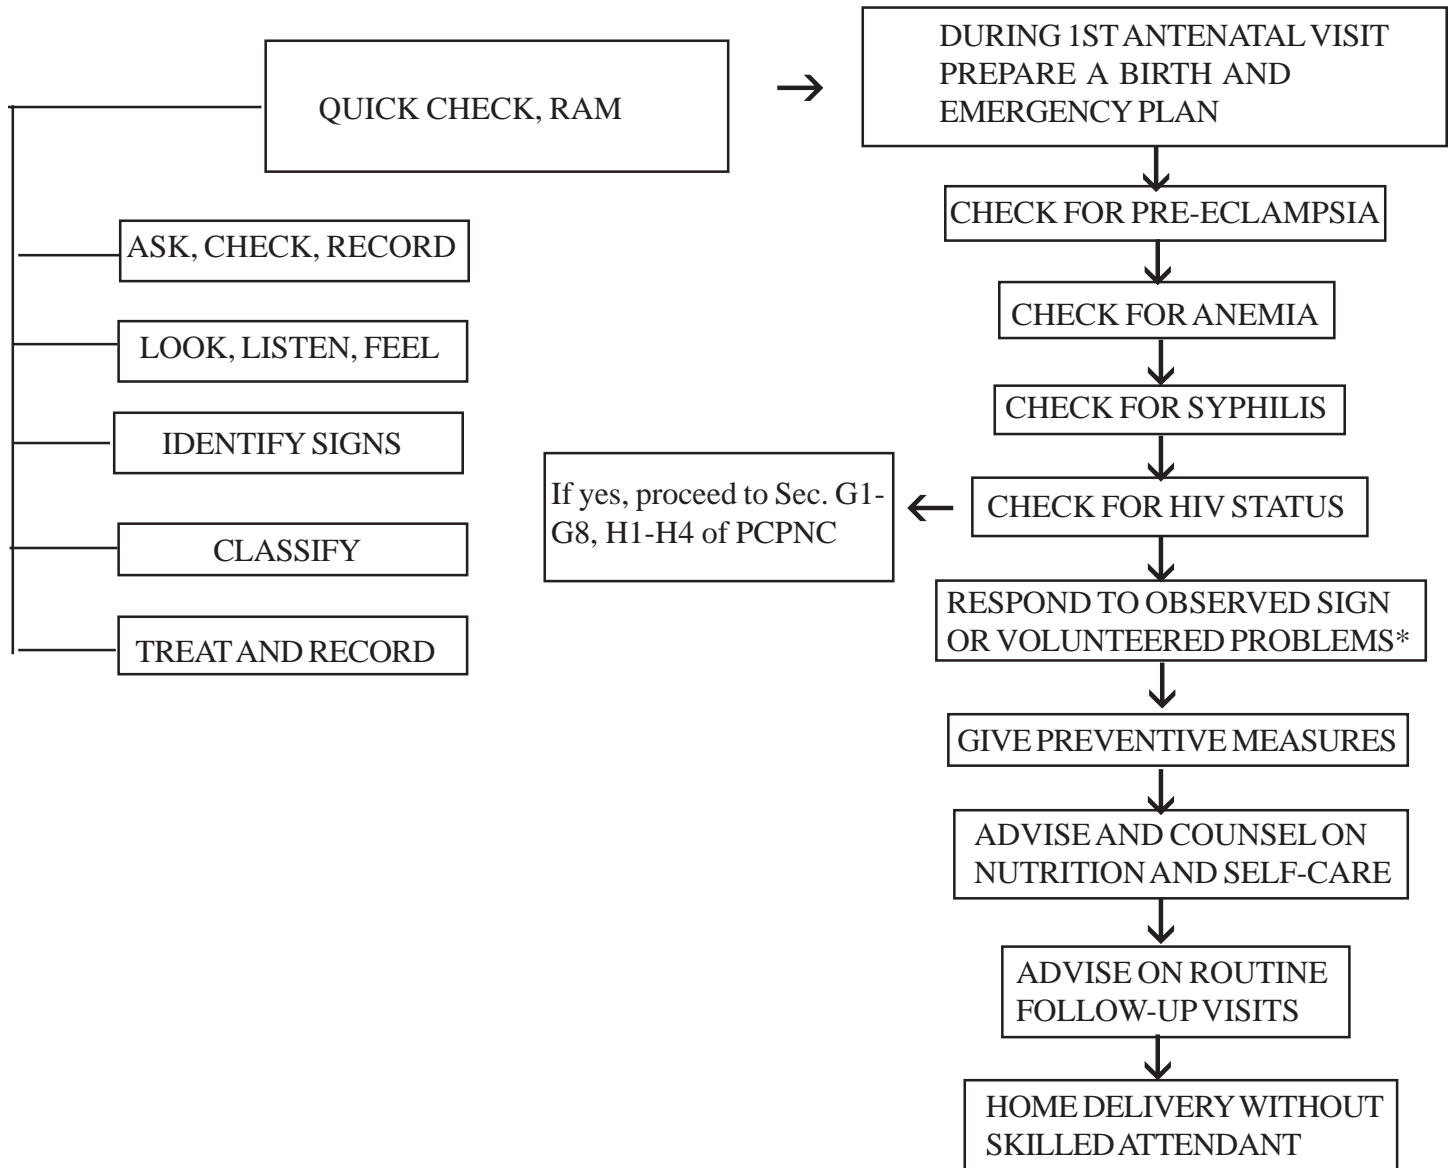 QUICK CHECK, RAM
ASK, CHECK, RECORD
LOOK, LISTEN, FEEL
IDENTIFY SIGNS
CLASSIFY
TREAT AND RECORD
DURING 1ST ANTENATAL VISIT
PREPARE A BIRTH AND
EMERGENCY PLAN
CHECK FOR PRE-ECLAMPSIA
CHECK FOR ANEMIA
CHECK FOR SYPHILIS
CHECK FOR HIV STATUS
If yes, proceed to Sec. G1-
G8, H1-H4 of PCPNC
RESPOND TO OBSERVED SIGN
OR VOLUNTEERED PROBLEMS*
GIVE PREVENTIVE MEASURES
ADVISE AND COUNSEL ON
NUTRITION AND SELF-CARE
ADVISE ON ROUTINE
FOLLOW-UP VISITS
HOME DELIVERY WITHOUT
SKILLED ATTENDANT